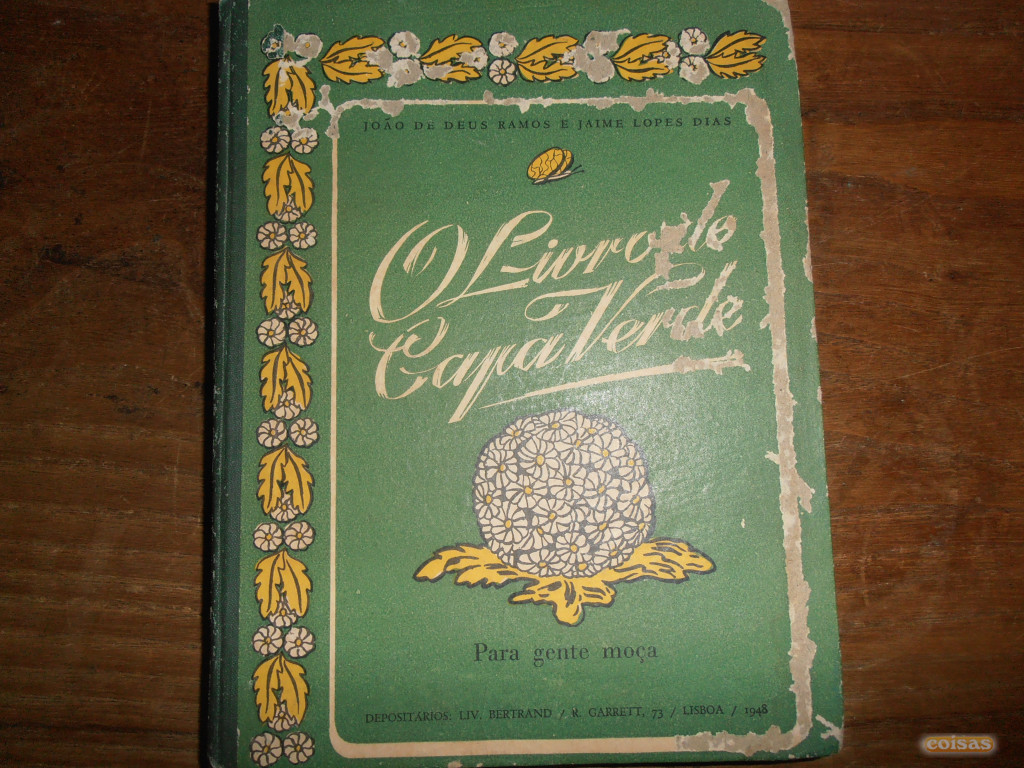 JOÃO DE DEUS RAMOS E JAIME LOPES DIAS
O Livro de
Capa Verde
Para gente moça
DEPOSITÁRIOS: LIV. BERTRAND / R. GARRETT, 73 / LISBOA / 1948
coisas